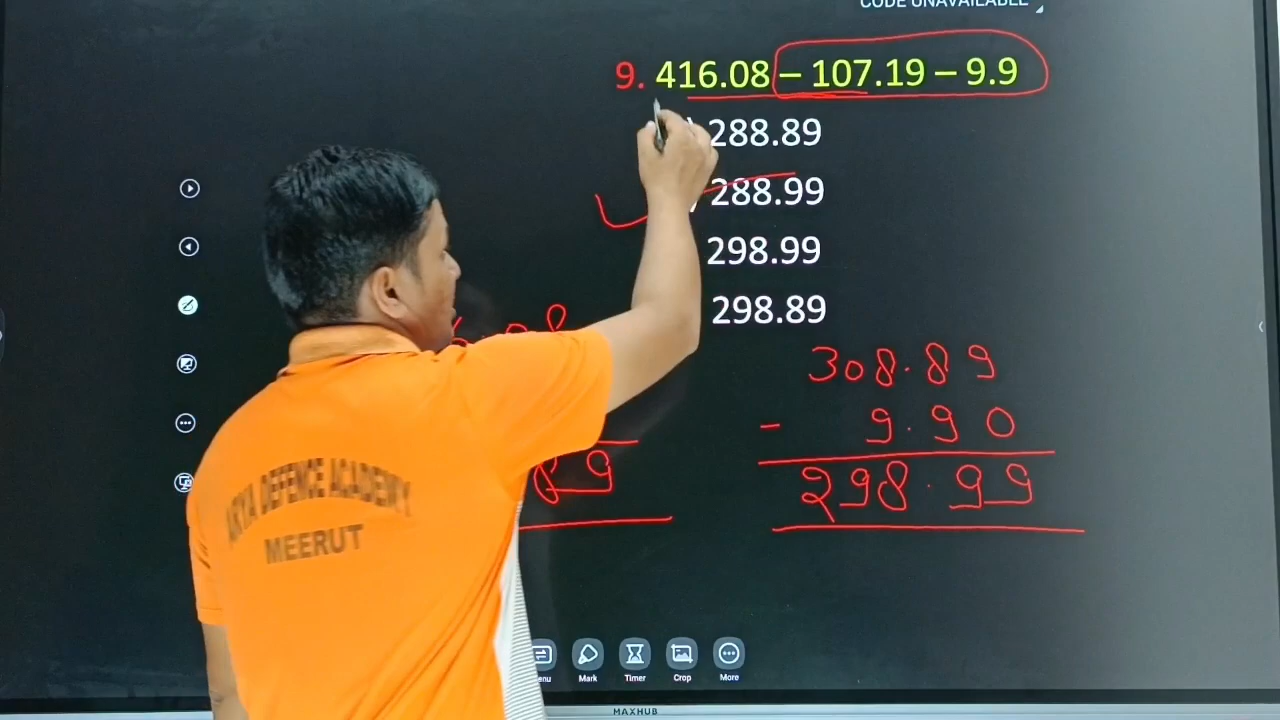 CODE UNAVAILABLE
9. 416.08 – 107.19 – 9.9
288.89
288.99
298.99
298.89
308.89
- 9.90
298.99
ARYA DEFENCE ACADEMY
MEERUT
Mark
Timer
Crop
More
MAXHUB